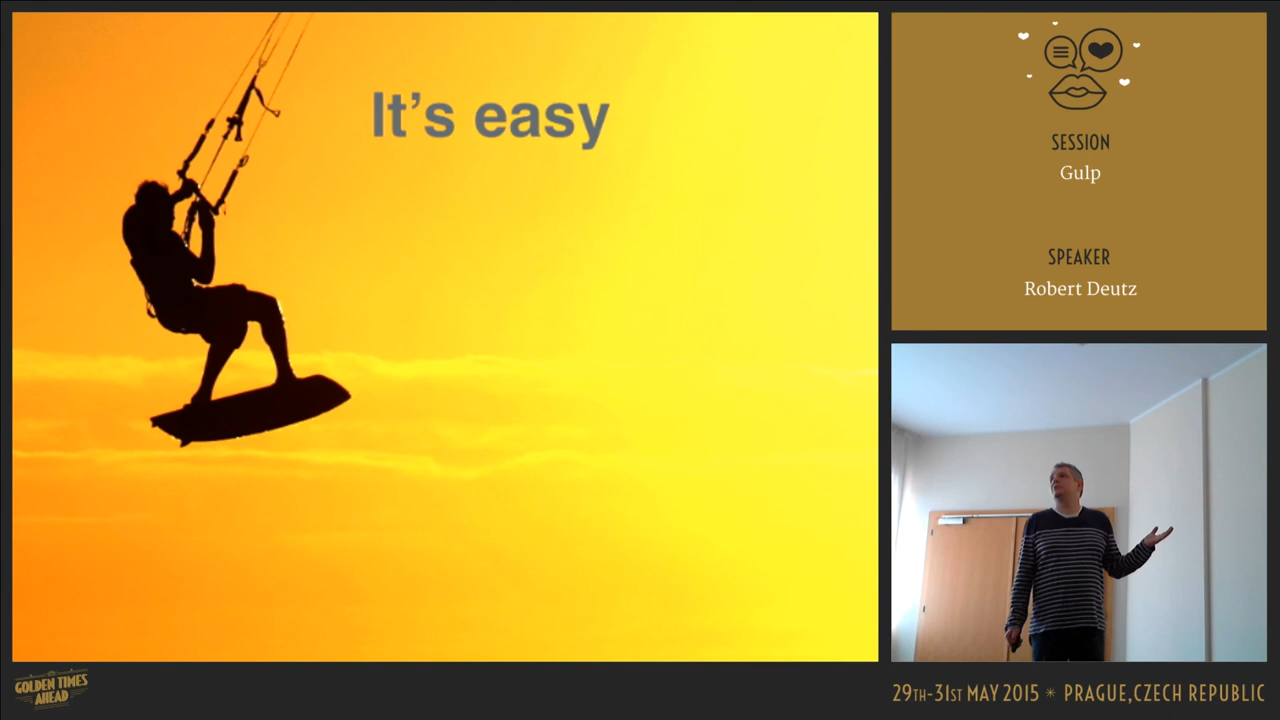 It's easy
SESSION
Gulp
SPEAKER
Robert Deutz
GOLDEN TIMES
AHEAD
29TH-31ST MAY 2015 * PRAGUE,CZECH REPUBLIC